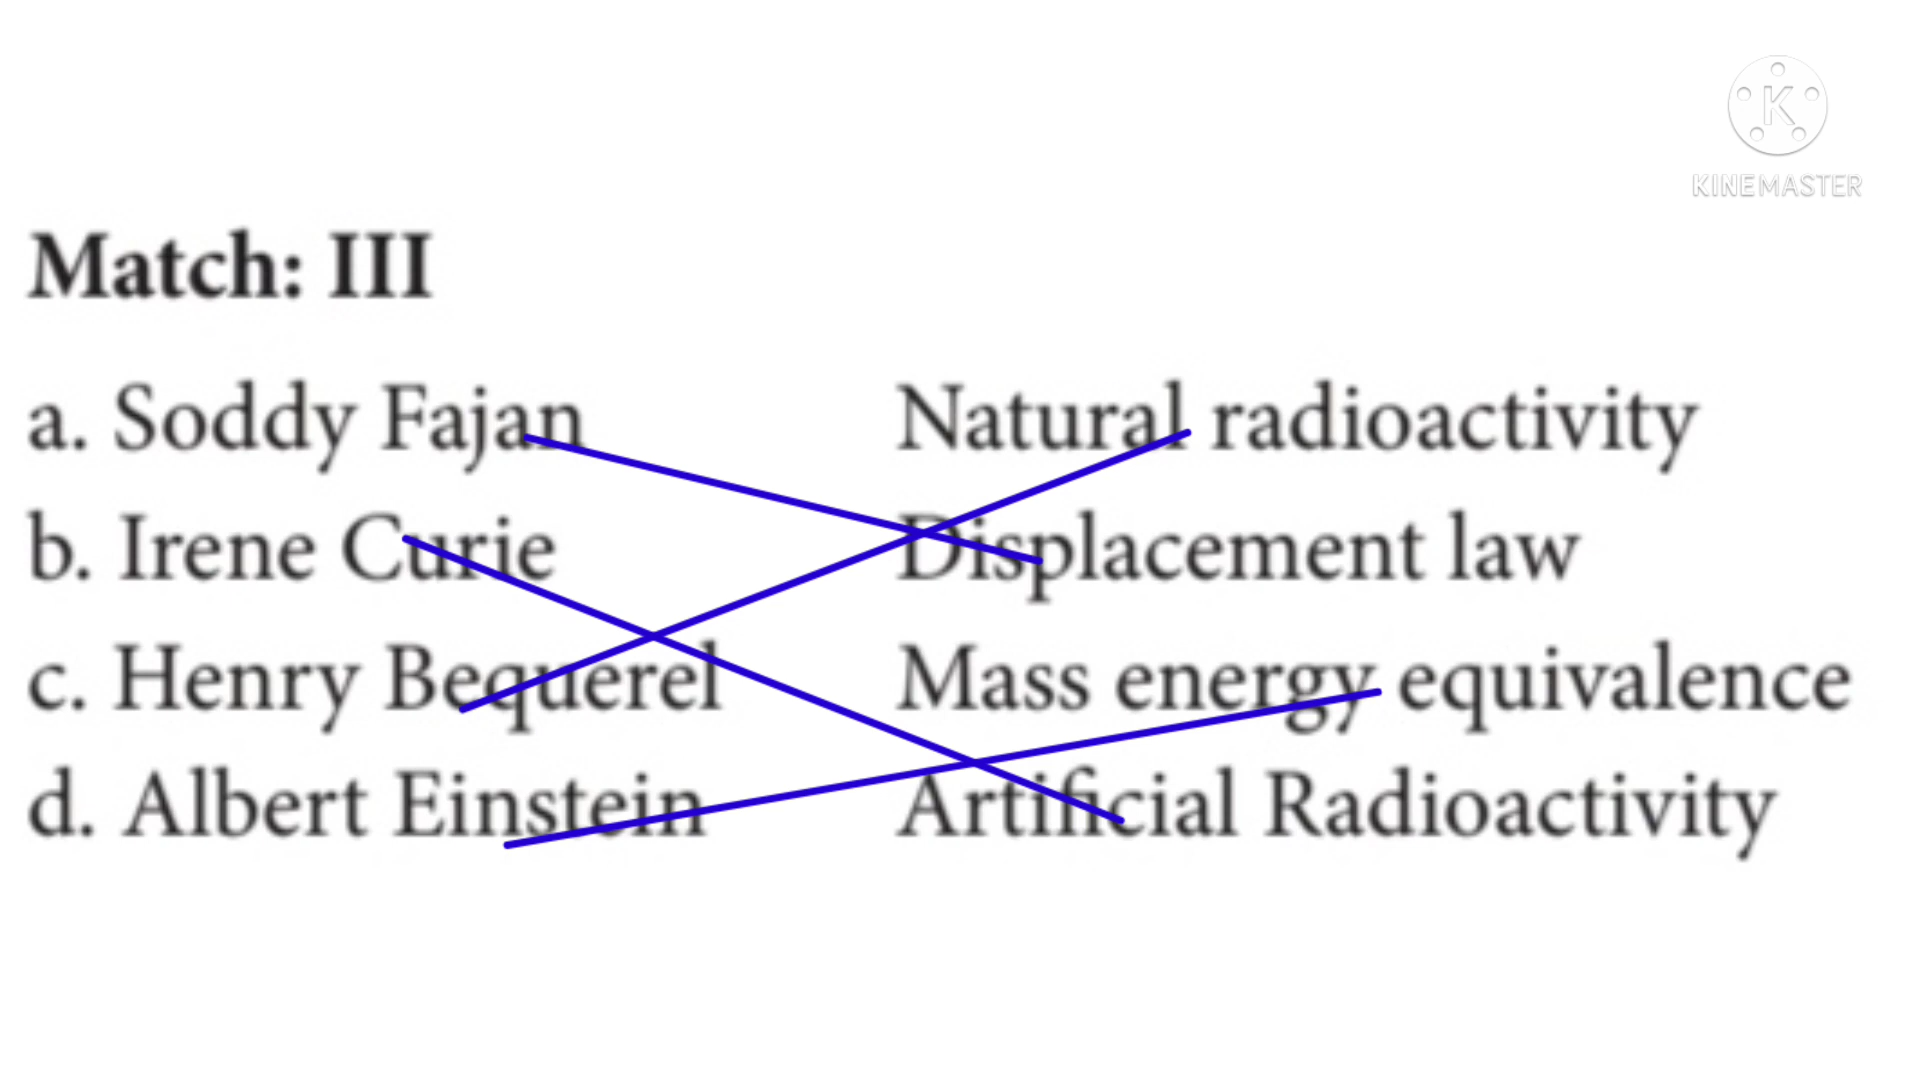 K
KINEMASTER
Match: III
a. Soddy Fajan Natural radioactivity
b. Irene Curie Displacement law
c. Henry Bequerel Mass energy equivalence
d. Albert Einstein Artificial Radioactivity